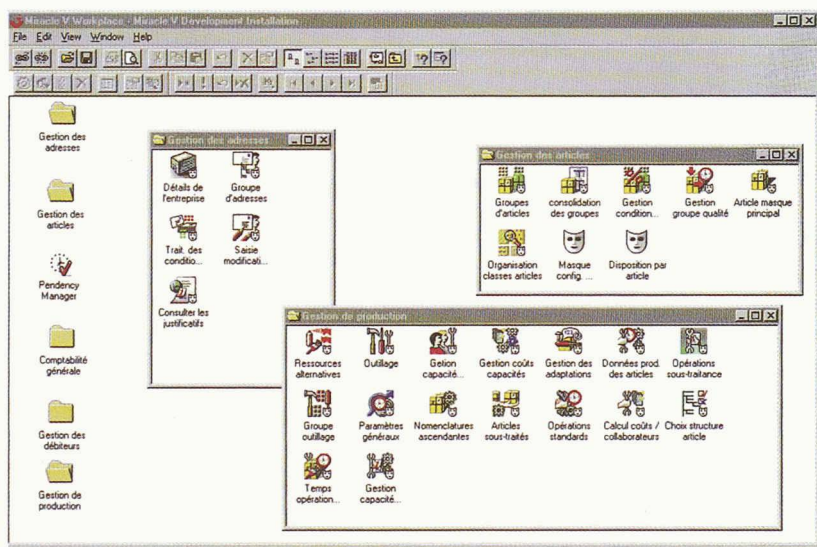 Miracle V Workplace - Miracle V Development Installation
File Edit View Window Help
Gestion des
adresses
Gestion des
articles
Pendency
Manager
Comptabilité
générale
Gestion des
débiteurs
Gestion de
production
Gestion des adresses
Détails de
l'entreprise
Groupe
d'adresses
Trait. des
conditio...
Saisie
modificati...
Consulter les
justificatifs
Gestion des articles
Groupes
d'articles
consolidation
des groupes
Gestion
condition...
Gestion
groupe qualité
Article masque
principal
Organisation
classes articles
Masque
config. ...
Disposition par
article
Gestion de production
Ressources
alternatives
Outillage
Getion
capacité...
Gestion coûts
capacités
Gestion des
adaptations
Données prod.
des articles
Opérations
sous-traitance
Groupe
outillage
Paramètres
généraux
Nomenclatures
ascendantes
Articles
sous-traités
Opérations
standards
Calcul coûts /
collaborateurs
Choix structure
article
Temps
opération...
Gestion
capacité...